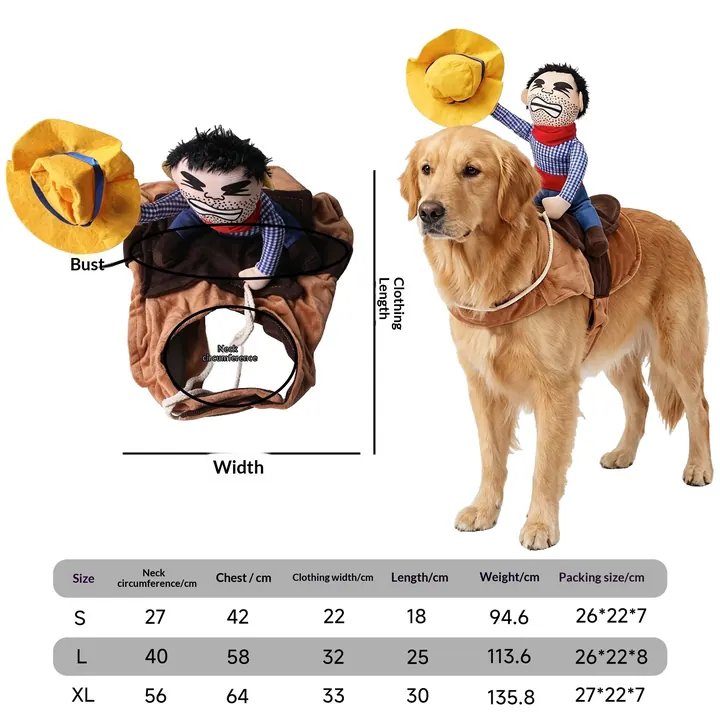 Bust
Neck
circumference
Clothing
Length
Width
Size Neck circumference/cm Chest / cm Clothing width/cm Length/cm Weight/cm Packing size/cm
S 27 42 22 18 94.6 26*22*7
L 40 58 32 25 113.6 26*22*8
XL 56 64 33 30 135.8 27*22*7